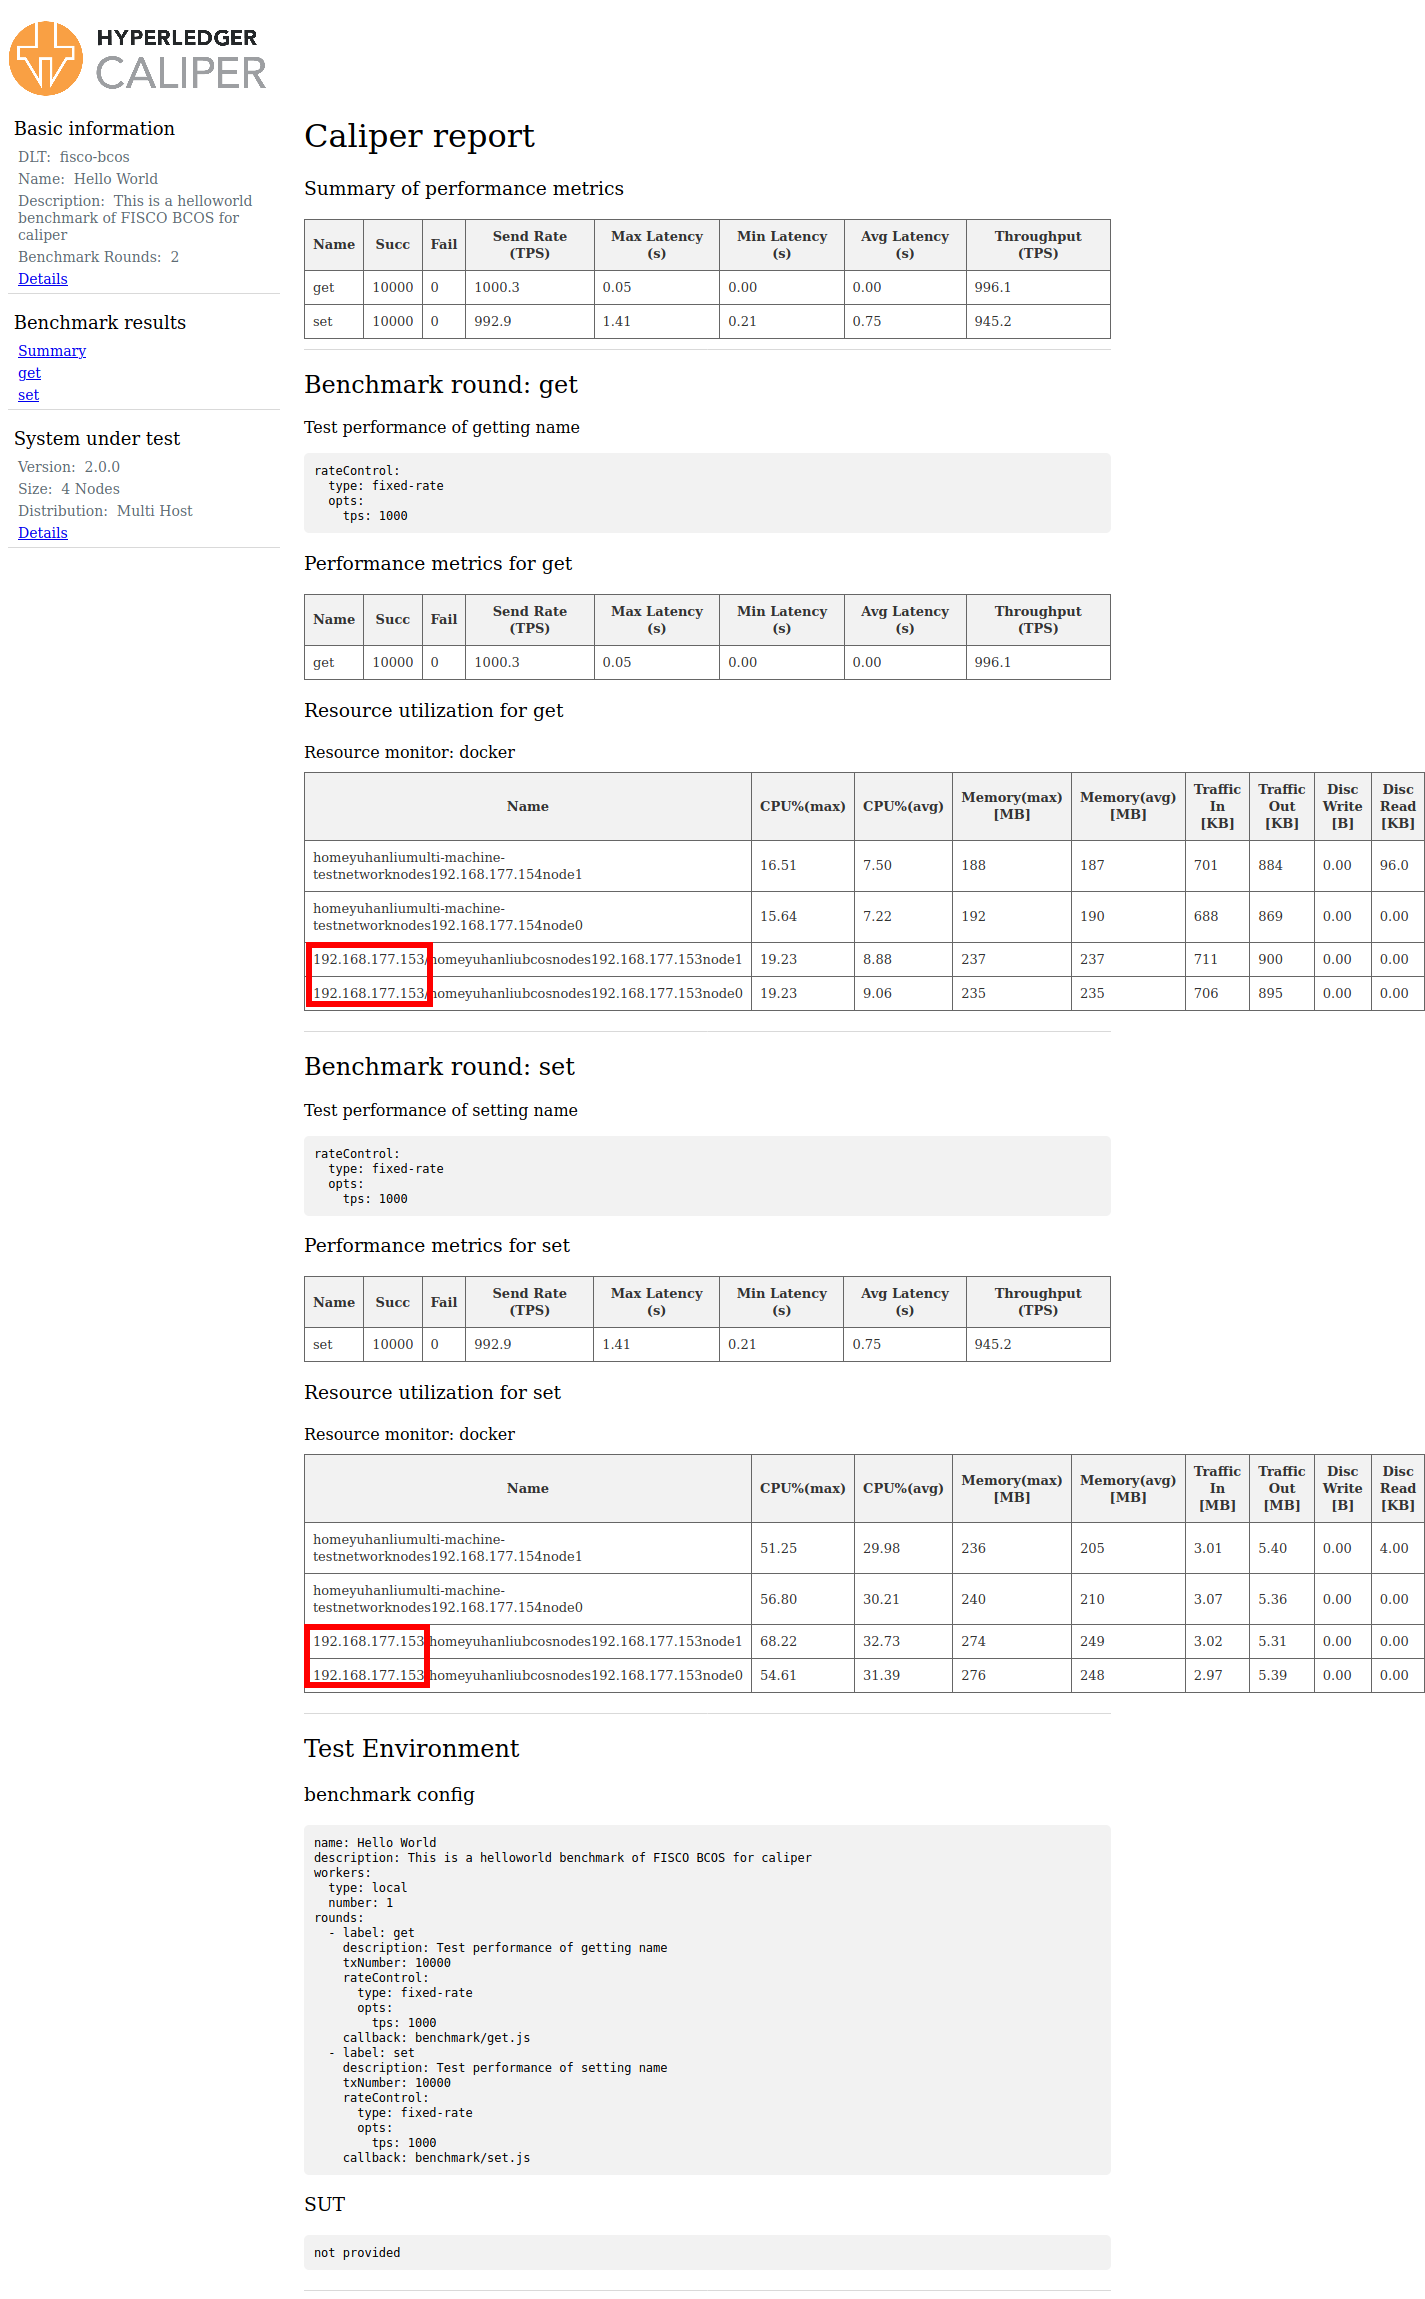 HYPERLEDGER
CALIPER
Basic information
DLT: fisco-bcos
Name: Hello World
Description: This is a helloworld
benchmark of FISCO BCOS for
caliper
Benchmark Rounds: 2
Details
Benchmark results
Summary
get
set
System under test
Version: 2.0.0
Size: 4 Nodes
Distribution: Multi Host
Details
Caliper report
Summary of performance metrics
Name Succ Fail Send Rate (TPS) Max Latency (s) Min Latency (s) Avg Latency (s) Throughput (TPS)
get 10000 0 1000.3 0.05 0.00 0.00 996.1
set 10000 0 992.9 1.41 0.21 0.75 945.2
Benchmark round: get
Test performance of getting name
rateControl:
  type: fixed-rate
  opts:
    tps: 1000
Performance metrics for get
Name Succ Fail Send Rate (TPS) Max Latency (s) Min Latency (s) Avg Latency (s) Throughput (TPS)
get 10000 0 1000.3 0.05 0.00 0.00 996.1
Resource utilization for get
Resource monitor: docker
Name CPU%(max) CPU%(avg) Memory(max) [MB] Memory(avg) [MB] Traffic In [KB] Traffic Out [KB] Disc Write [B] Disc Read [KB]
homeyuhanliumulti-machine-
testnetworknodes192.168.177.154node1 16.51 7.50 188 187 701 884 0.00 96.0
homeyuhanliumulti-machine-
testnetworknodes192.168.177.154node0 15.64 7.22 192 190 688 869 0.00 0.00
192.168.177.153/homeyuhanliubcosnodes192.168.177.153node1 19.23 8.88 237 237 711 900 0.00 0.00
192.168.177.153/homeyuhanliubcosnodes192.168.177.153node0 19.23 9.06 235 235 706 895 0.00 0.00
Benchmark round: set
Test performance of setting name
rateControl:
  type: fixed-rate
  opts:
    tps: 1000
Performance metrics for set
Name Succ Fail Send Rate (TPS) Max Latency (s) Min Latency (s) Avg Latency (s) Throughput (TPS)
set 10000 0 992.9 1.41 0.21 0.75 945.2
Resource utilization for set
Resource monitor: docker
Name CPU%(max) CPU%(avg) Memory(max) [MB] Memory(avg) [MB] Traffic In [MB] Traffic Out [MB] Disc Write [B] Disc Read [KB]
homeyuhanliumulti-machine-
testnetworknodes192.168.177.154node1 51.25 29.98 236 205 3.01 5.40 0.00 4.00
homeyuhanliumulti-machine-
testnetworknodes192.168.177.154node0 56.80 30.21 240 210 3.07 5.36 0.00 0.00
192.168.177.153/homeyuhanliubcosnodes192.168.177.153node1 68.22 32.73 274 249 3.02 5.31 0.00 0.00
192.168.177.153/homeyuhanliubcosnodes192.168.177.153node0 54.61 31.39 276 248 2.97 5.39 0.00 0.00
Test Environment
benchmark config
name: Hello World
description: This is a helloworld benchmark of FISCO BCOS for caliper
workers:
  type: local
  number: 1
rounds:
  - label: get
    description: Test performance of getting name
    txNumber: 10000
    rateControl:
      type: fixed-rate
      opts:
        tps: 1000
    callback: benchmark/get.js
  - label: set
    description: Test performance of setting name
    txNumber: 10000
    rateControl:
      type: fixed-rate
      opts:
        tps: 1000
    callback: benchmark/set.js
SUT
not provided